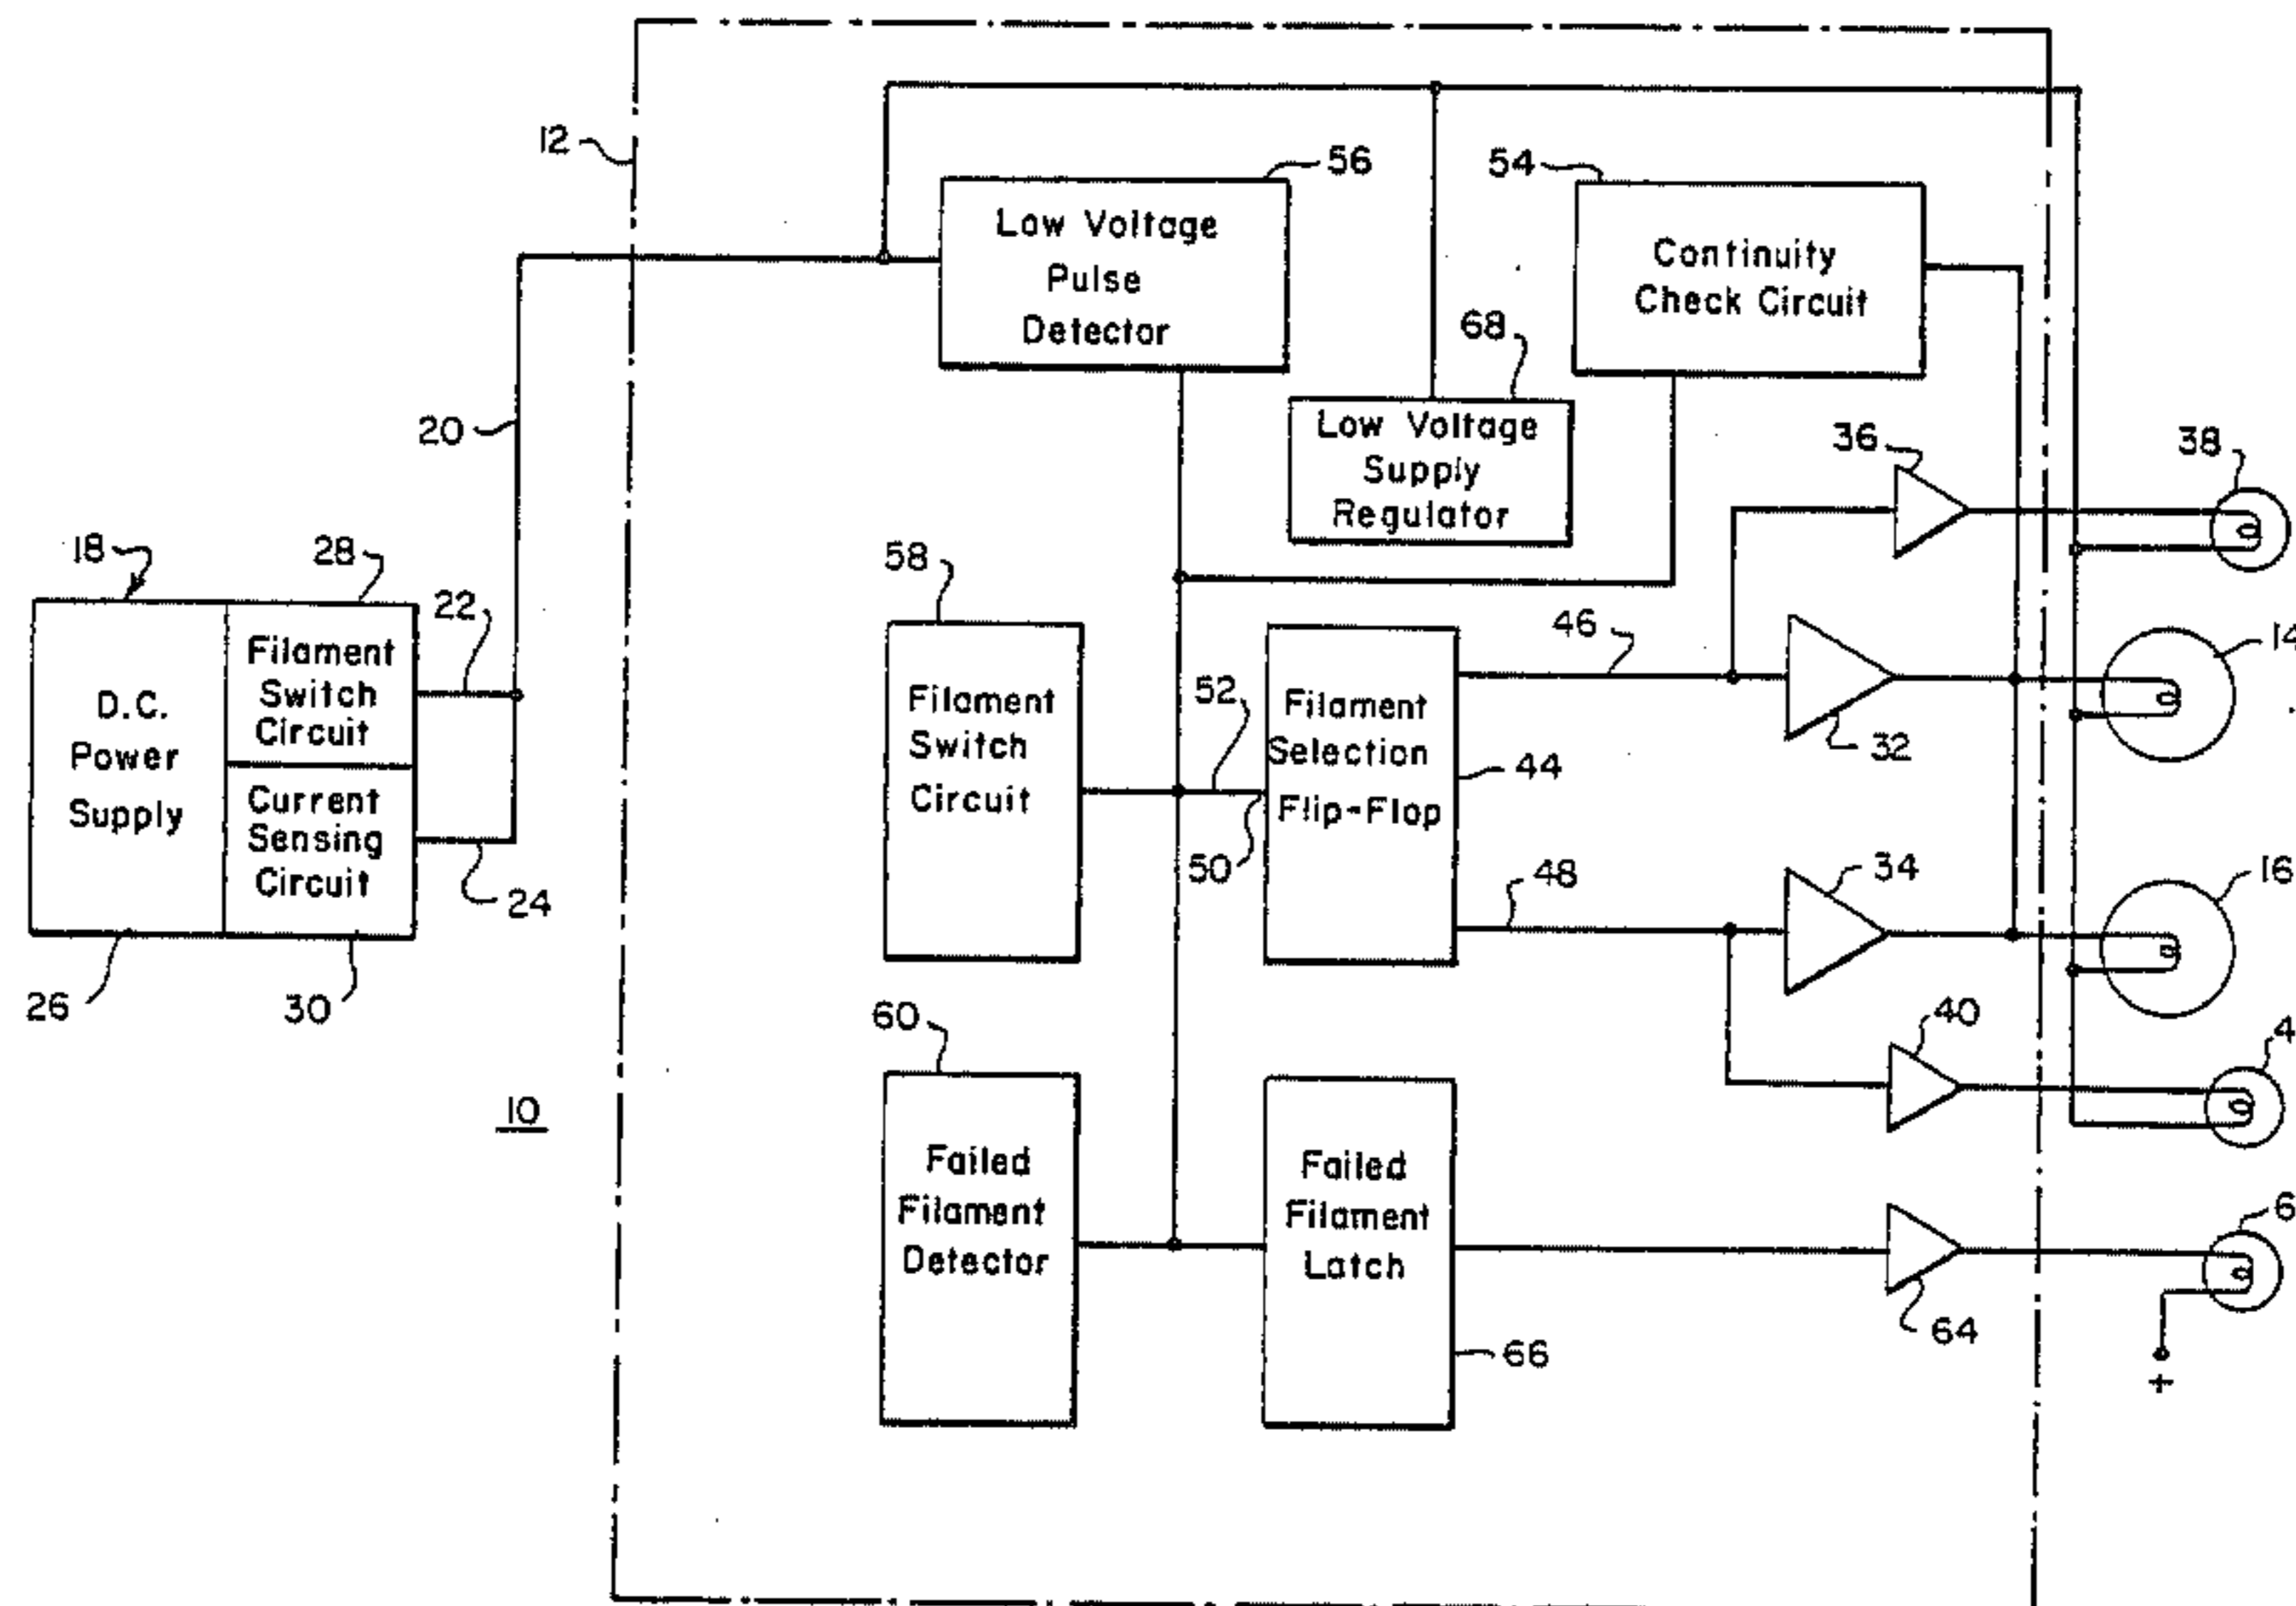 12
56
54
Low Voltage
Pulse
Detector
Continuity
Check Circuit
68
Low Voltage
Supply
Regulator
20
36
38
18
28
22
58
46
14
D.C.
Power
Supply
Filament
Switch
Circuit
Current
Sensing
Circuit
24
26
30
Filament
Switch
Circuit
52
50
Filament
Selection
Flip-Flop
44
32
48
34
16
60
40
4
10
Failed
Filament
Detector
Failed
Filament
Latch
66
64
6
+